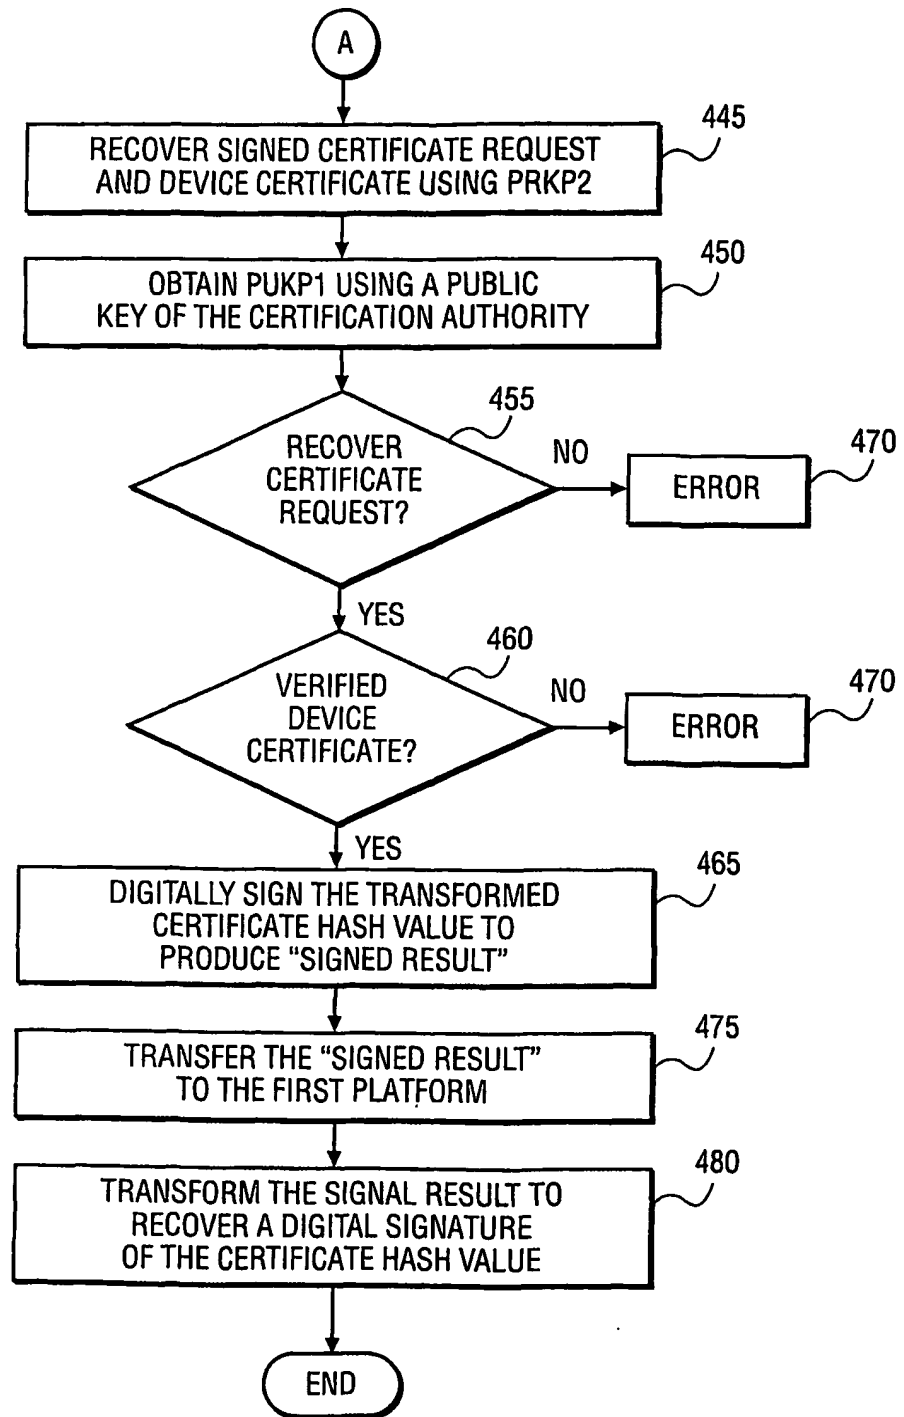 A
445
RECOVER SIGNED CERTIFICATE REQUEST
AND DEVICE CERTIFICATE USING PRKP2
450
OBTAIN PUKP1 USING A PUBLIC
KEY OF THE CERTIFICATION AUTHORITY
455
RECOVER
CERTIFICATE
REQUEST?
NO
470
ERROR
YES
460
VERIFIED
DEVICE
CERTIFICATE?
NO
470
ERROR
YES
465
DIGITALLY SIGN THE TRANSFORMED
CERTIFICATE HASH VALUE TO
PRODUCE “SIGNED RESULT”
475
TRANSFER THE “SIGNED RESULT”
TO THE FIRST PLATFORM
480
TRANSFORM THE SIGNAL RESULT TO
RECOVER A DIGITAL SIGNATURE
OF THE CERTIFICATE HASH VALUE
END